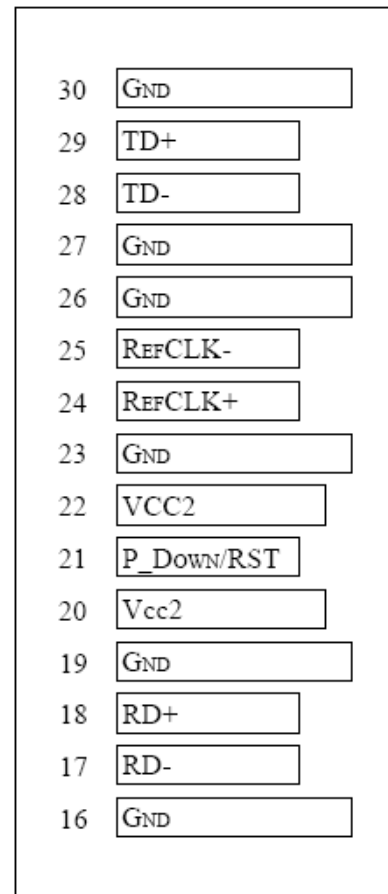 30 GND
29 TD+
28 TD-
27 GND
26 GND
25 REFCLK-
24 REFCLK+
23 GND
22 VCC2
21 P_DOWN/RST
20 Vcc2
19 GND
18 RD+
17 RD-
16 GND